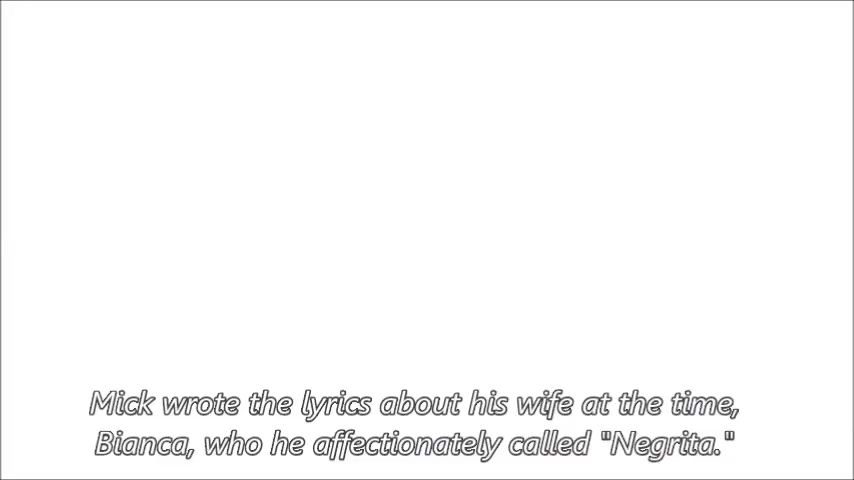 Mick wrote the lyrics about his wife at the time,
Bianca, who he affectionately called "Negrita."